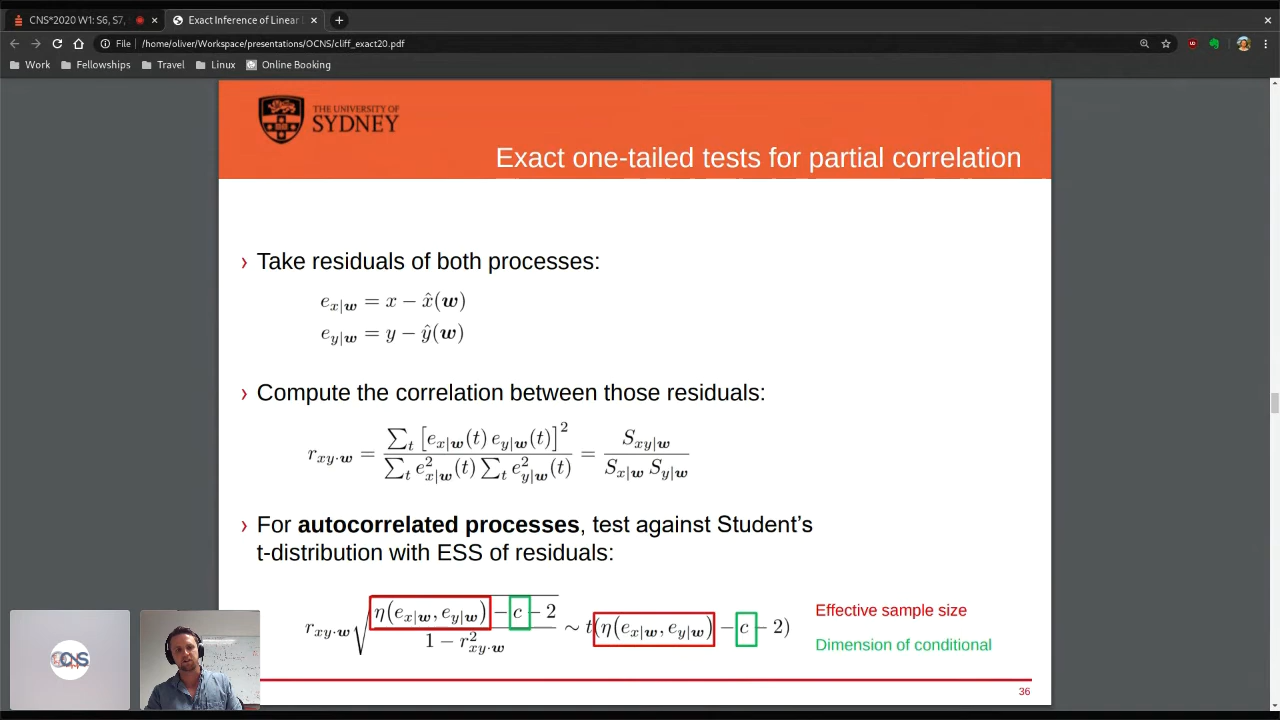 CNS*2020 W1: S6, S7,
Exact Inference of Linear
File /home/oliver/Workspace/presentations/OCNS/cliff_exact20.pdf
Work Fellowships Travel Linux Online Booking
THE UNIVERSITY OF
SYDNEY
Exact one-tailed tests for partial correlation
› Take residuals of both processes:
e_{x|w} = x − x̂(w)
e_{y|w} = y − ŷ(w)
› Compute the correlation between those residuals:
r_{xy·w} = ∑_t [e_{x|w}(t) e_{y|w}(t)]² / ∑_t e²_{x|w}(t) ∑_t e²_{y|w}(t) = S_{xy|w} / S_{x|w} S_{y|w}
› For autocorrelated processes, test against Student's
t-distribution with ESS of residuals:
r_{xy·w} √(η(e_{x|w}, e_{y|w}) − c − 2 / 1 − r²_{xy·w}) ∼ t(η(e_{x|w}, e_{y|w}) − c − 2)
Effective sample size
Dimension of conditional
OCNS
36